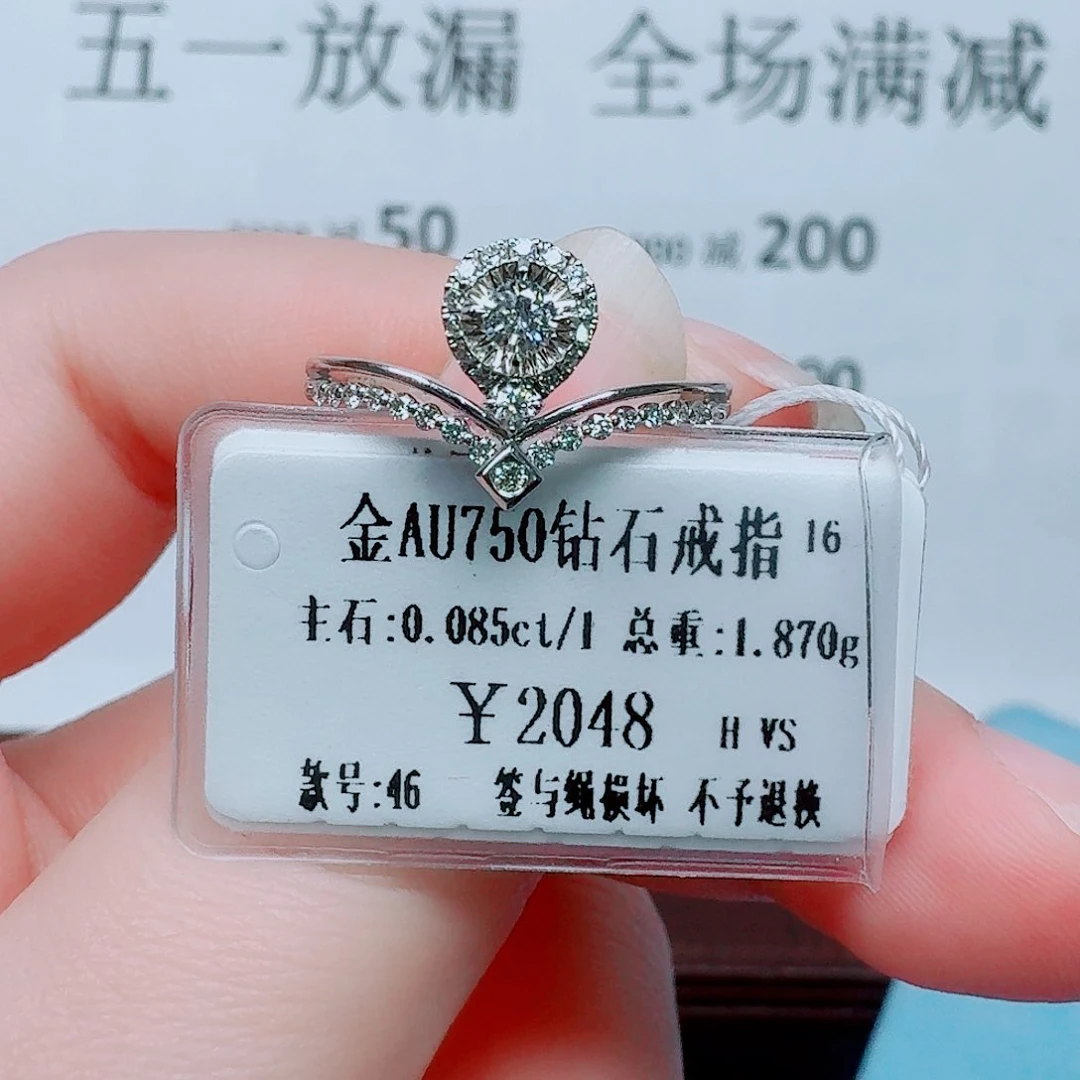 五一放漏 全场满减
减 50
减 200
金AU750钻石戒指 16
主石:0.085ct/1 总重:1.870g
¥2048 H VS
款号:46 签与绳损坏 不予退换